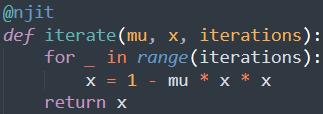 @njit
def iterate(mu, x, iterations):
    for _ in range(iterations):
        x = 1 - mu * x * x
    return x